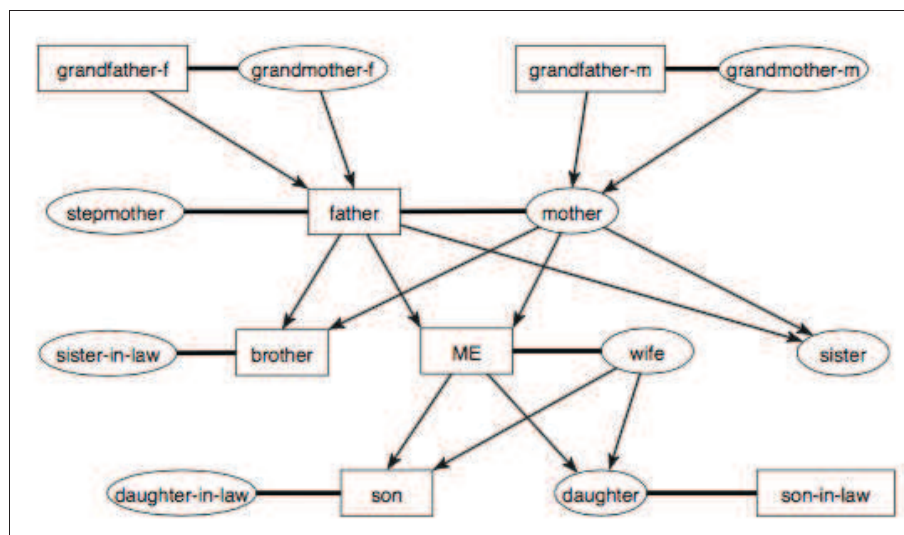 grandfather-f
grandmother-f
grandfather-m
grandmother-m
stepmother
father
mother
sister-in-law
brother
ME
wife
sister
daughter-in-law
son
daughter
son-in-law